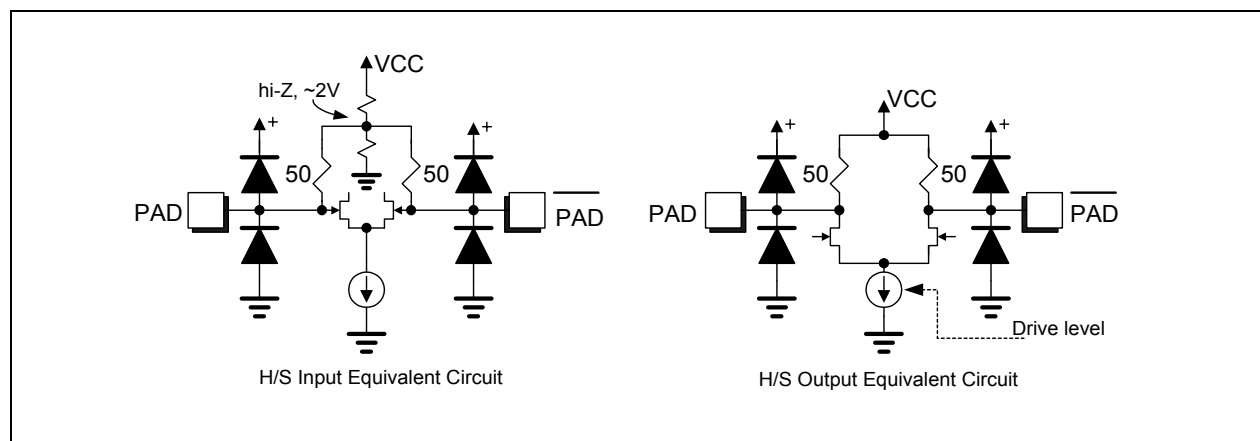 VCC
hi-Z, ~2V
+
+
50
50
PAD
PAD
H/S Input Equivalent Circuit
VCC
+
+
50
50
PAD
PAD
Drive level
H/S Output Equivalent Circuit